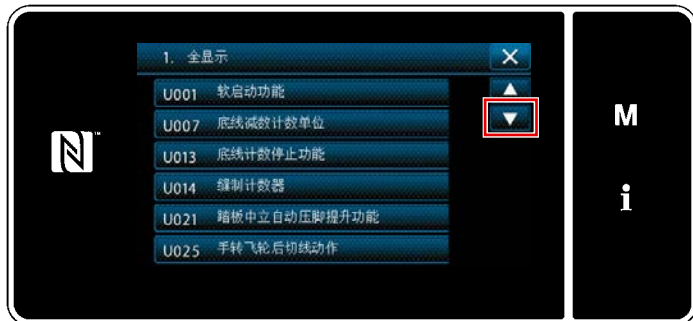 1. 全显示
U001 软启动功能
U007 底线减数计数单位
U013 底线计数停止功能
U014 缝制计数器
U021 踏板中立自动压脚提升功能
U025 手转飞轮后切线动作
M
i